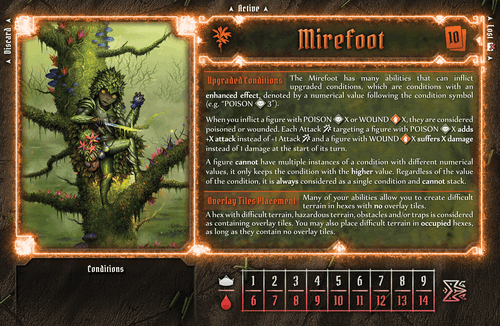 Active
Discard
Lost
Mirefoot
10
Upgraded Conditions The Mirefoot has many abilities that can inflict
upgraded conditions, which are conditions with an
enhanced effect, denoted by a numerical value following the condition symbol
(e.g. "POISON 3").
When you inflict a figure with POISON X or WOUND X, they are considered
poisoned or wounded. Each Attack targeting a figure with POISON X adds
+X Attack instead of +1 Attack and a figure with WOUND X suffers X damage
instead of 1 damage at the start of its turn.
A figure cannot have multiple instances of a condition with different numerical
values, it only keeps the condition with the higher value. Regardless of the value
of the condition, it is always considered as a single condition and cannot stack.
Overlay Tiles Placement Many of your abilities allow you to create difficult
terrain in hexes with no overlay tiles.
A hex with difficult terrain, hazardous terrain, obstacles and/or traps is considered
as containing overlay tiles. You may also place difficult terrain in occupied hexes,
as long as they contain no overlay tiles.
Conditions
1 2 3 4 5 6 7 8 9
6 7 8 9 10 11 12 13 14